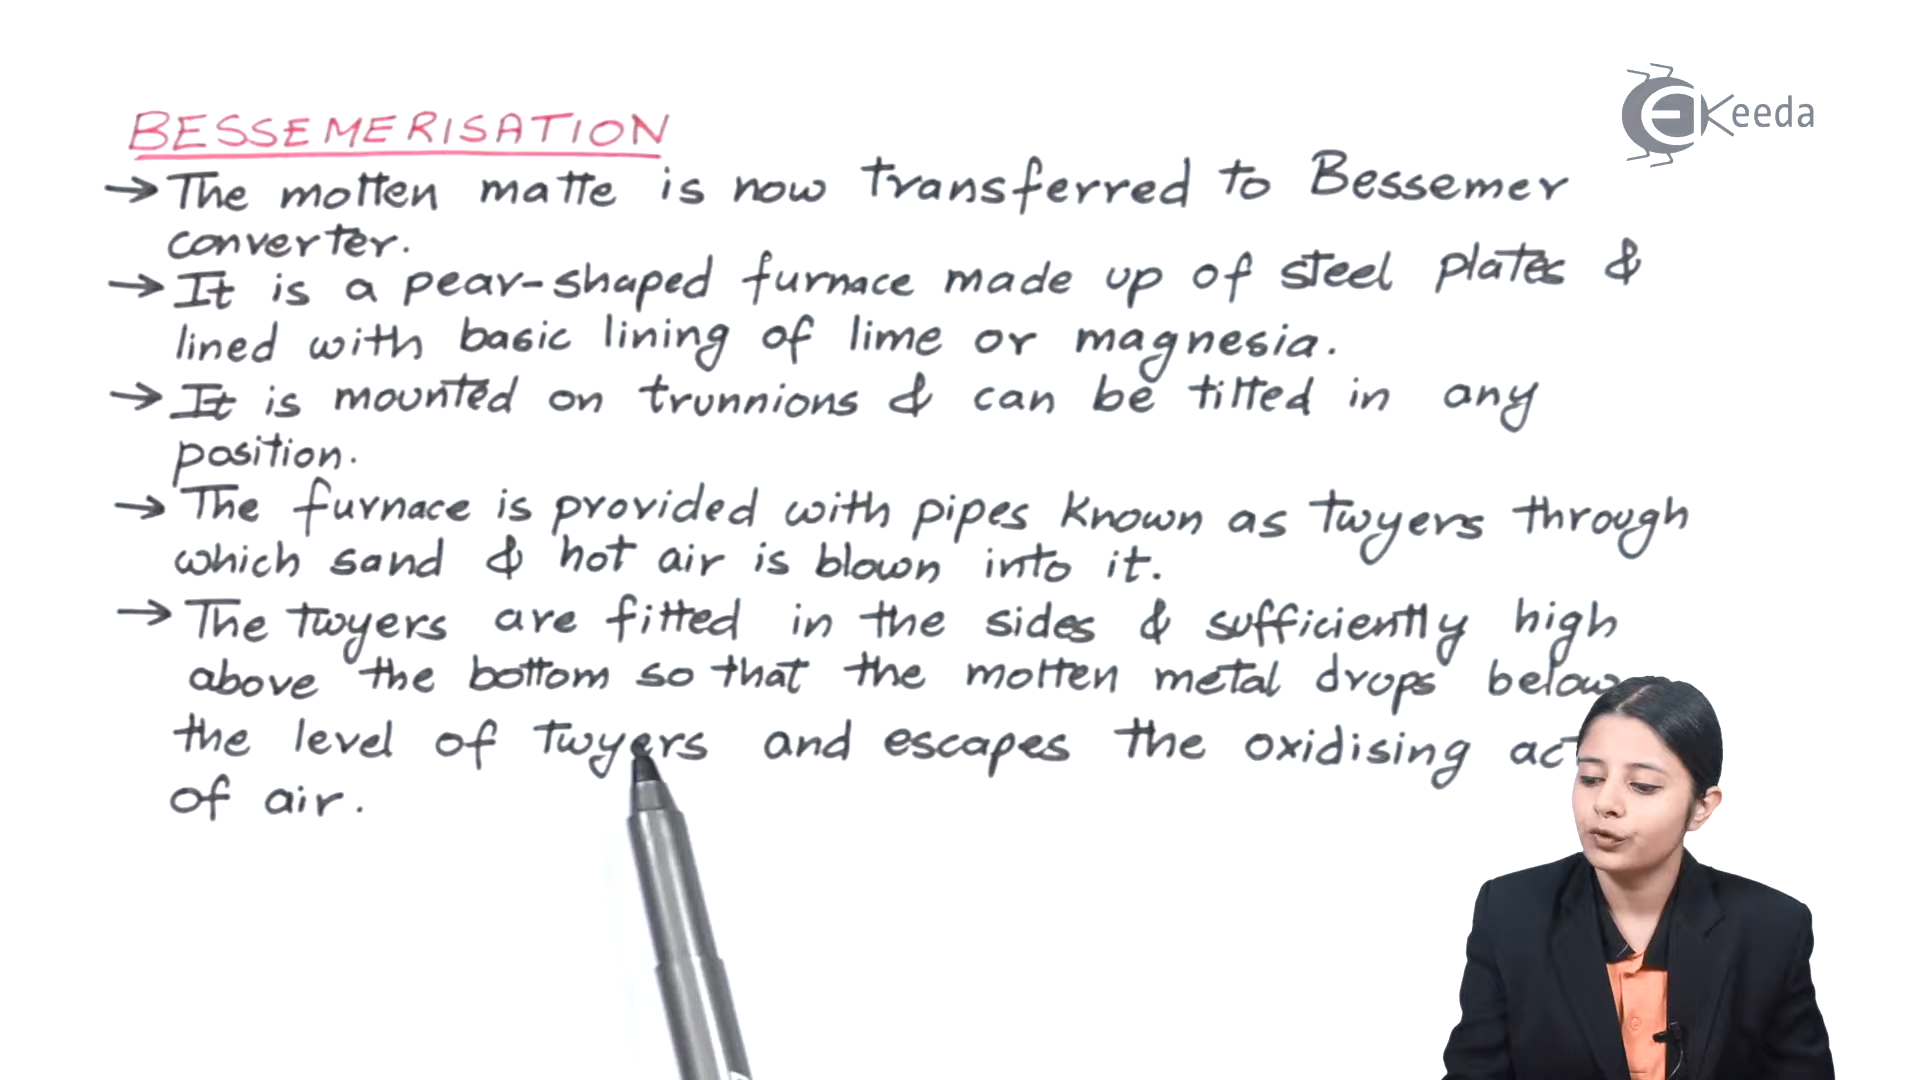 BESSEMERISATION
Keeda
→ The molten matte is now transferred to Bessemer
converter.
→ It is a pear-shaped furnace made up of steel plates &
lined with basic lining of lime or magnesia.
→ It is mounted on trunnions & can be tilted in any
position.
→ The furnace is provided with pipes known as twyers through
which sand & hot air is blown into it.
→ The twyers are fitted in the sides & sufficiently high
above the bottom so that the molten metal drops below
the level of twyers and escapes the oxidising
of air.